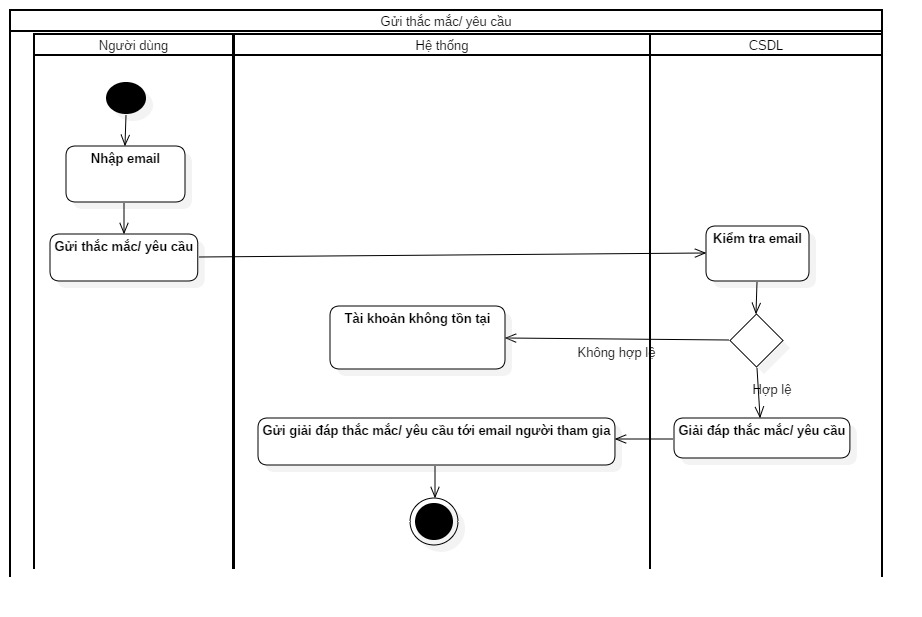 Gửi thắc mắc/ yêu cầu
Người dùng
Hệ thống
CSDL
Nhập email
Gửi thắc mắc/ yêu cầu
Kiểm tra email
Tài khoản không tồn tại
Không hợp lệ
Hợp lệ
Gửi giải đáp thắc mắc/ yêu cầu tới email người tham gia
Giải đáp thắc mắc/ yêu cầu